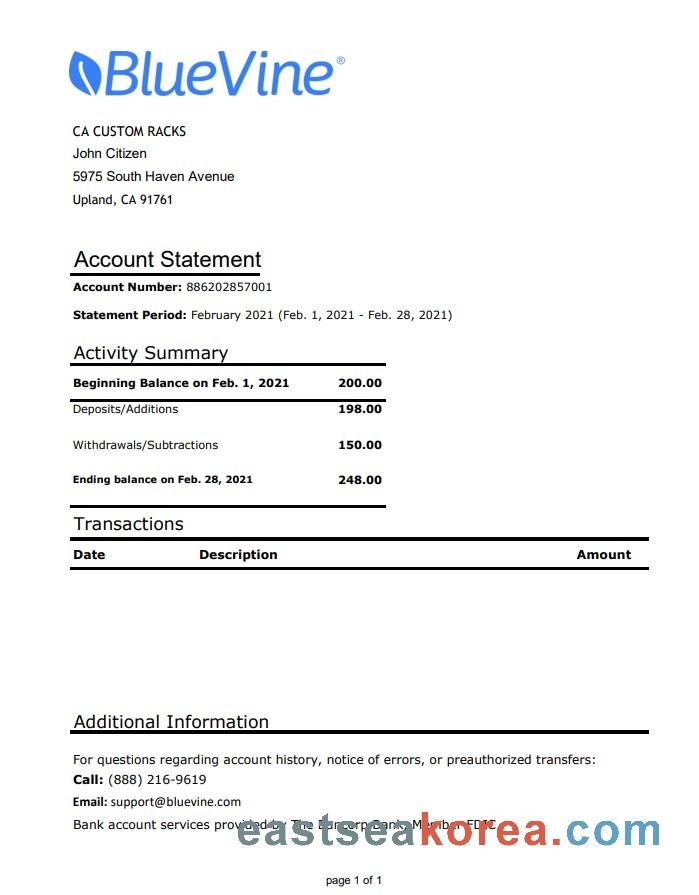 BlueVine®
CA CUSTOM RACKS
John Citizen
5975 South Haven Avenue
Upland, CA 91761
Account Statement
Account Number: 886202857001
Statement Period: February 2021 (Feb. 1, 2021 - Feb. 28, 2021)
Activity Summary
Beginning Balance on Feb. 1, 2021 200.00
Deposits/Additions 198.00
Withdrawals/Subtractions 150.00
Ending balance on Feb. 28, 2021 248.00
Transactions
Date Description Amount
Additional Information
For questions regarding account history, notice of errors, or preauthorized transfers:
Call: (888) 216-9619
Email: support@bluevine.com
Bank account services provided by The Bancorp Bank, Member FDIC
eastseakorea.com
page 1 of 1